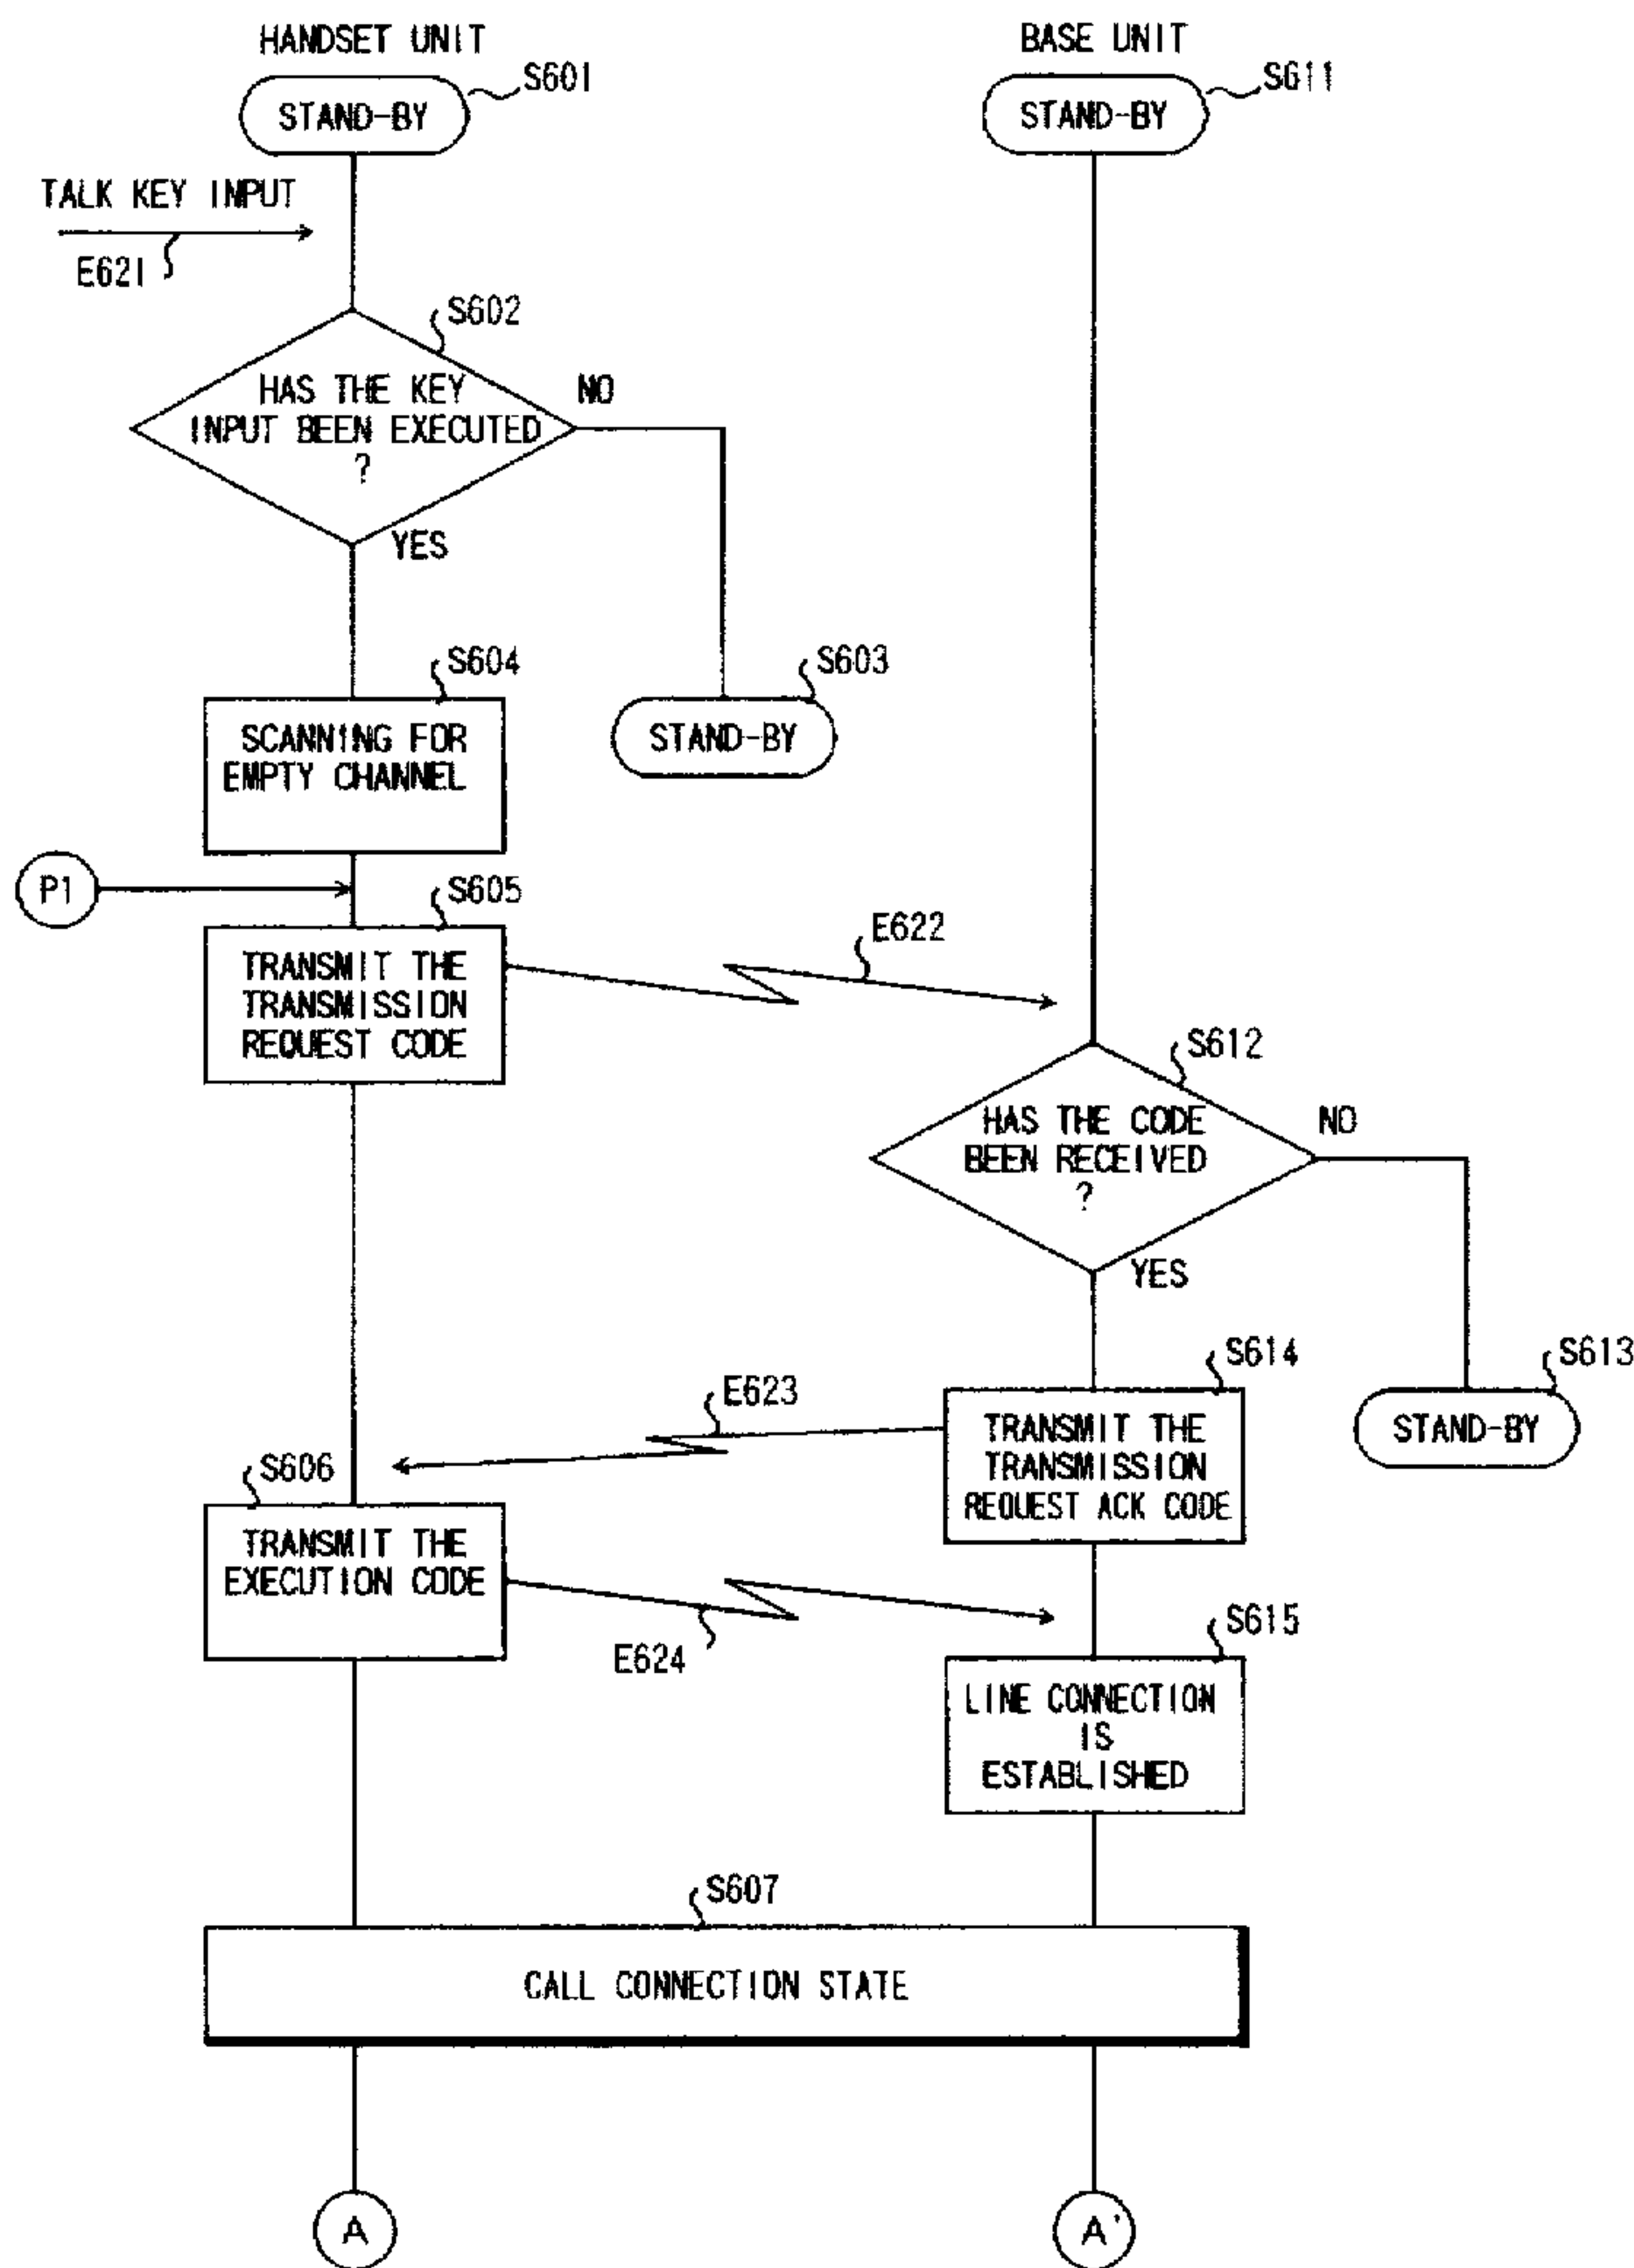 HANDSET UNIT
BASE UNIT
STAND-BY
S601
STAND-BY
S611
TALK KEY INPUT
E621
S602
HAS THE KEY
INPUT BEEN EXECUTED
?
NO
YES
S604
S603
SCANNING FOR
EMPTY CHANNEL
STAND-BY
P1
S605
E622
TRANSMIT THE
TRANSMISSION
REQUEST CODE
S612
HAS THE CODE
BEEN RECEIVED
?
NO
YES
S614
S613
E623
TRANSMIT THE
TRANSMISSION
REQUEST ACK CODE
STAND-BY
S606
TRANSMIT THE
EXECUTION CODE
E624
S615
LINE CONNECTION
IS
ESTABLISHED
S607
CALL CONNECTION STATE
A
A'